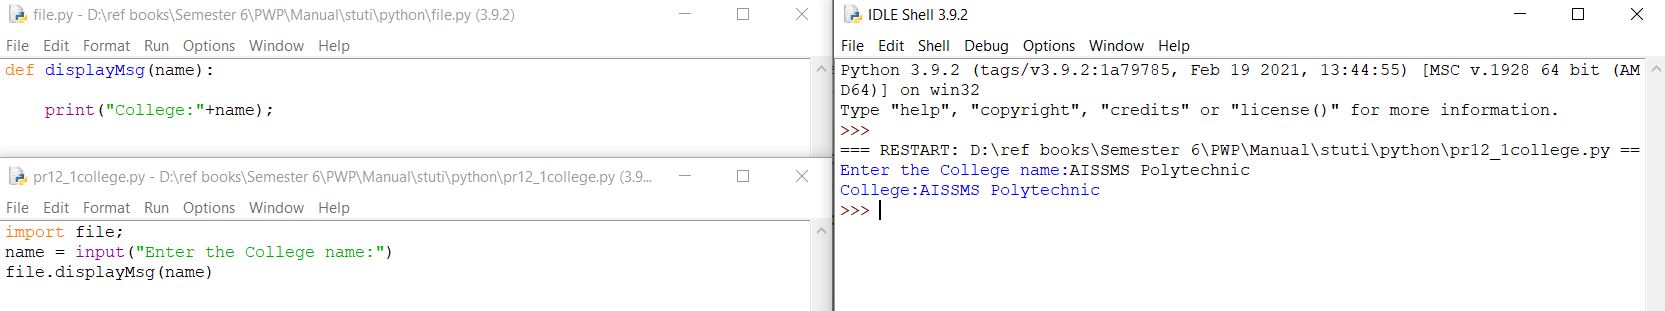 file.py - D:\ref books\Semester 6\PWP\Manual\stuti\python\file.py (3.9.2)
File Edit Format Run Options Window Help
def displayMsg(name):
    print("College:"+name);
pr12_1college.py - D:\ref books\Semester 6\PWP\Manual\stuti\python\pr12_1college.py (3.9...
File Edit Format Run Options Window Help
import file;
name = input("Enter the College name:")
file.displayMsg(name)
IDLE Shell 3.9.2
File Edit Shell Debug Options Window Help
Python 3.9.2 (tags/v3.9.2:1a79785, Feb 19 2021, 13:44:55) [MSC v.1928 64 bit (AM
D64)] on win32
Type "help", "copyright", "credits" or "license()" for more information.
>>>
=== RESTART: D:\ref books\Semester 6\PWP\Manual\stuti\python\pr12_1college.py ==
Enter the College name:AISSMS Polytechnic
College:AISSMS Polytechnic
>>>